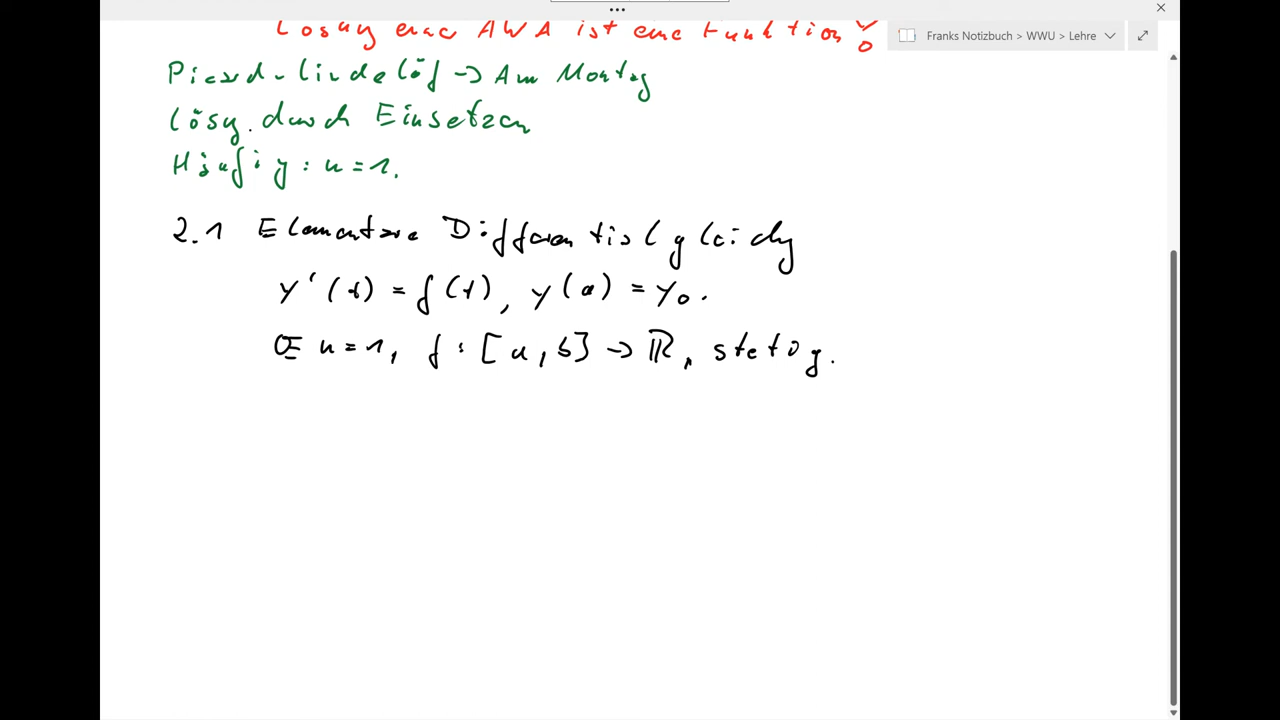 Lösung einer AWA ist eine Funktion!
Franks Notizbuch > WWU > Lehre
Picard-Lindelöf → Am Montag
Lösg. durch Einsetzen
Häufig: n=1.
2.1 Elementare Differentialgleichg
y'(t) = f(t), y(a) = y₀.
Œ n=1, f: [a,b] → ℝ, stetig.